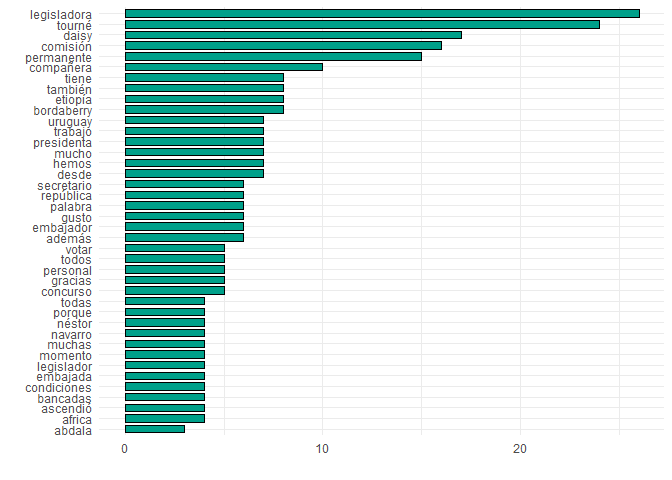 legisladora
tourné
daisy
comisión
permanente
compañera
tiene
también
etiopía
bordaberry
uruguay
trabajo
presidenta
mucho
hemos
desde
secretario
república
palabra
gusto
embajador
además
votar
todos
personal
gracias
concurso
todas
porque
néstor
navarro
muchas
momento
legislador
embajada
condiciones
bancadas
ascendió
africa
abdala
0 10 20